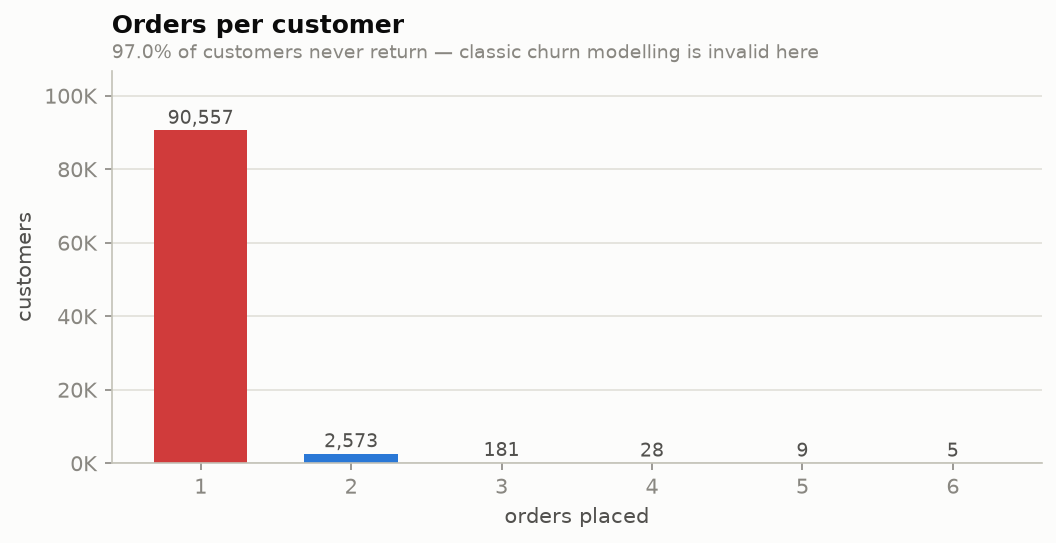 Orders per customer
97.0% of customers never return — classic churn modelling is invalid here
100K
80K
60K
40K
20K
0K
customers
90,557
2,573
181
28
9
5
1
2
3
4
5
6
orders placed